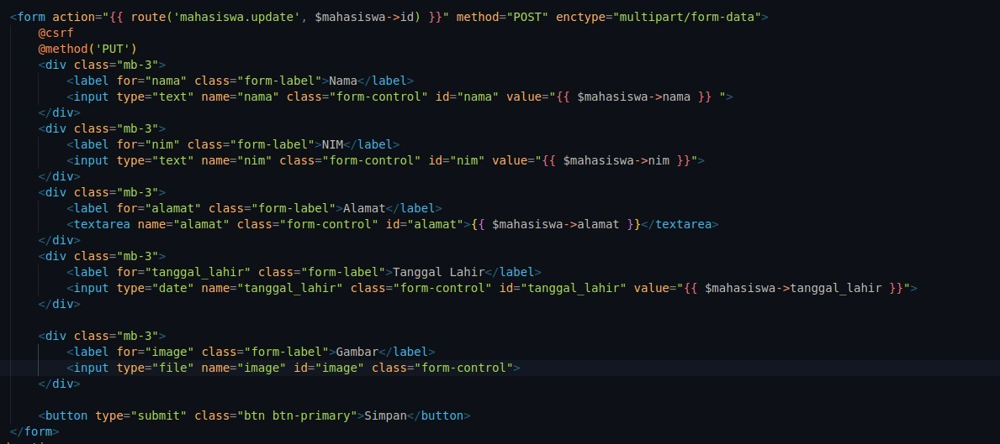 <form action="{{ route('mahasiswa.update', $mahasiswa->id) }}" method="POST" enctype="multipart/form-data">
@csrf
@method('PUT')
<div class="mb-3">
<label for="nama" class="form-label">Nama</label>
<input type="text" name="nama" class="form-control" id="nama" value="{{ $mahasiswa->nama }} ">
</div>
<div class="mb-3">
<label for="nim" class="form-label">NIM</label>
<input type="text" name="nim" class="form-control" id="nim" value="{{ $mahasiswa->nim }}">
</div>
<div class="mb-3">
<label for="alamat" class="form-label">Alamat</label>
<textarea name="alamat" class="form-control" id="alamat">{{ $mahasiswa->alamat }}</textarea>
</div>
<div class="mb-3">
<label for="tanggal_lahir" class="form-label">Tanggal Lahir</label>
<input type="date" name="tanggal_lahir" class="form-control" id="tanggal_lahir" value="{{ $mahasiswa->tanggal_lahir }}">
</div>
<div class="mb-3">
<label for="image" class="form-label">Gambar</label>
<input type="file" name="image" id="image" class="form-control">
</div>
<button type="submit" class="btn btn-primary">Simpan</button>
</form>